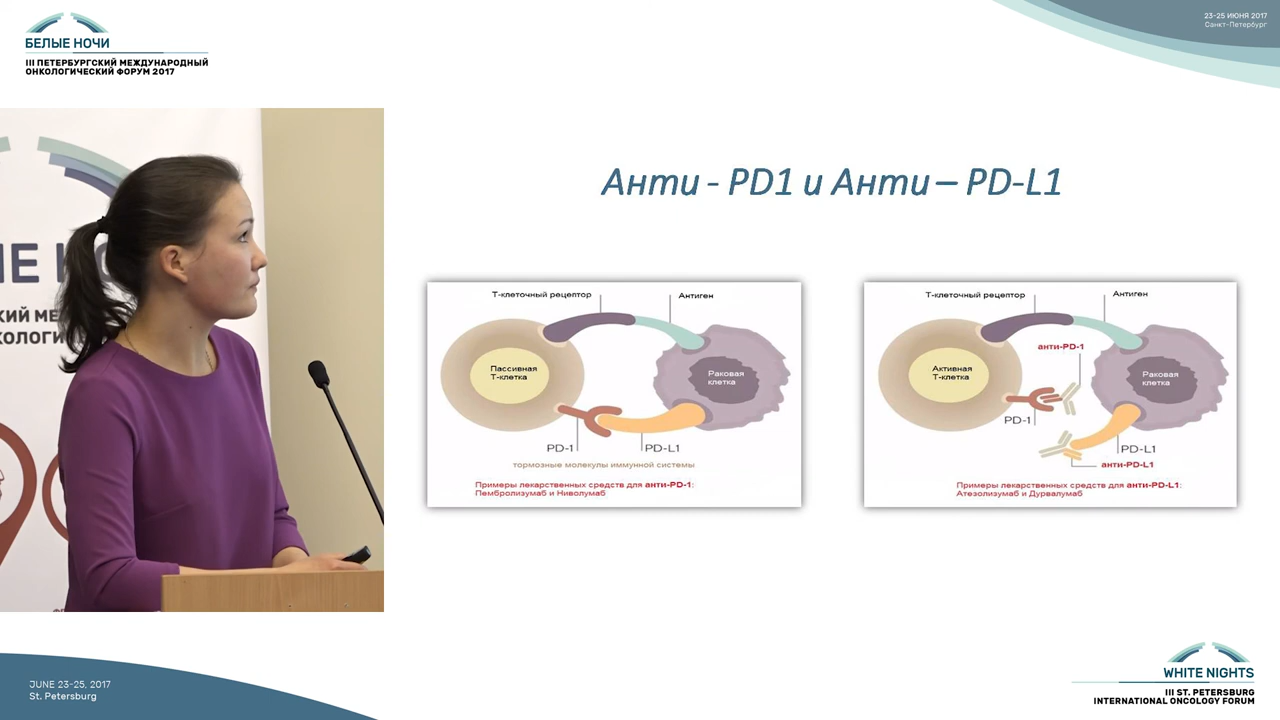 БЕЛЫЕ НОЧИ
III ПЕТЕРБУРГСКИЙ МЕЖДУНАРОДНЫЙ
ОНКОЛОГИЧЕСКИЙ ФОРУМ 2017
23-25 ИЮНЯ 2017
Санкт-Петербург
Анти - PD1 и Анти – PD-L1
Т-клеточный рецептор
Антиген
Пассивная
Т-клетка
Раковая
клетка
PD-1
PD-L1
тормозные молекулы иммунной системы
Примеры лекарственных средств для анти-PD-1:
Пембролизумаб и Ниволумаб
Т-клеточный рецептор
Антиген
анти-PD-1
Активная
Т-клетка
Раковая
клетка
PD-1
PD-L1
анти-PD-L1
Примеры лекарственных средств для анти-PD-L1:
Атезолизумаб и Дурвалумаб
JUNE 23-25, 2017
St. Petersburg
WHITE NIGHTS
III ST. PETERSBURG
INTERNATIONAL ONCOLOGY FORUM